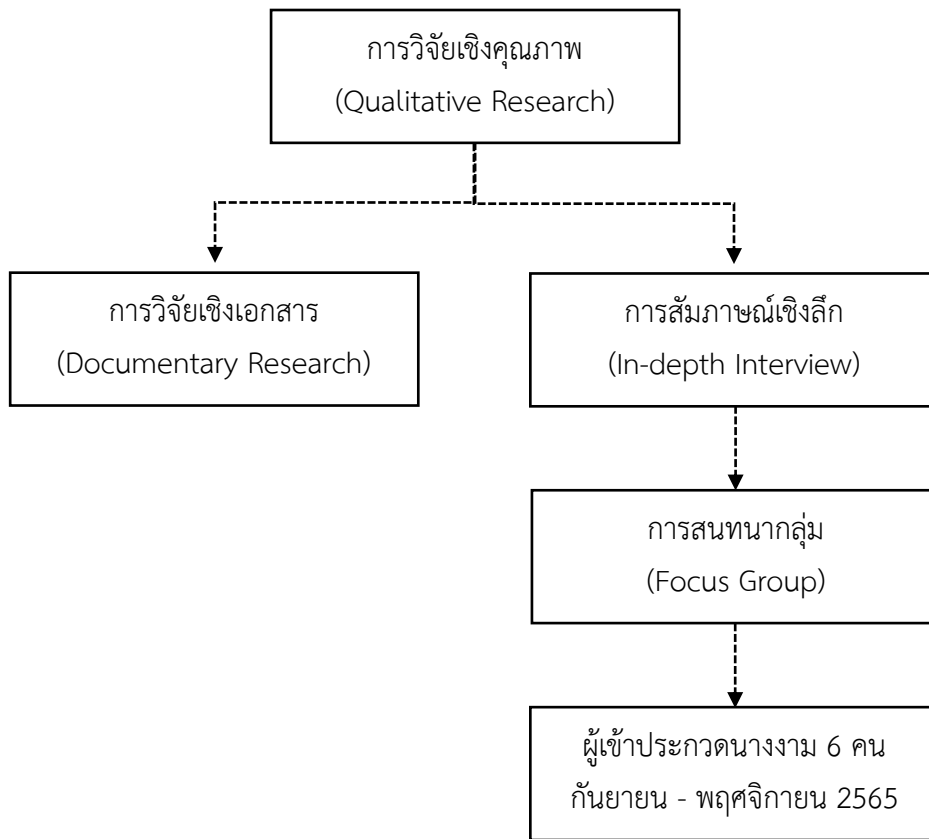 การวิจัยเชิงคุณภาพ
(Qualitative Research)
การวิจัยเชิงเอกสาร
(Documentary Research)
การสัมภาษณ์เชิงลึก
(In-depth Interview)
การสนทนากลุ่ม
(Focus Group)
ผู้เข้าประกวดนางงาม 6 คน
กันยายน - พฤศจิกายน 2565